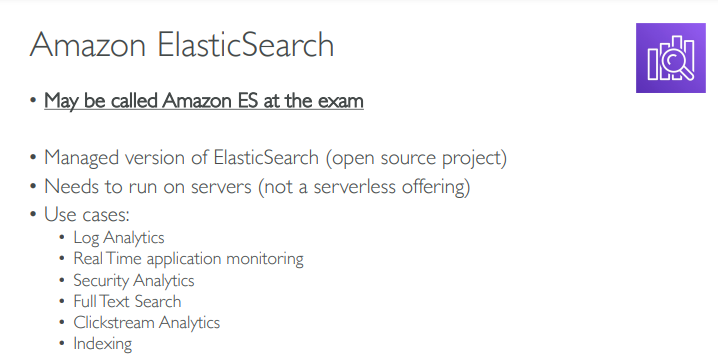 Amazon ElasticSearch
• May be called Amazon ES at the exam
• Managed version of ElasticSearch (open source project)
• Needs to run on servers (not a serverless offering)
• Use cases:
• Log Analytics
• Real Time application monitoring
• Security Analytics
• Full Text Search
• Clickstream Analytics
• Indexing